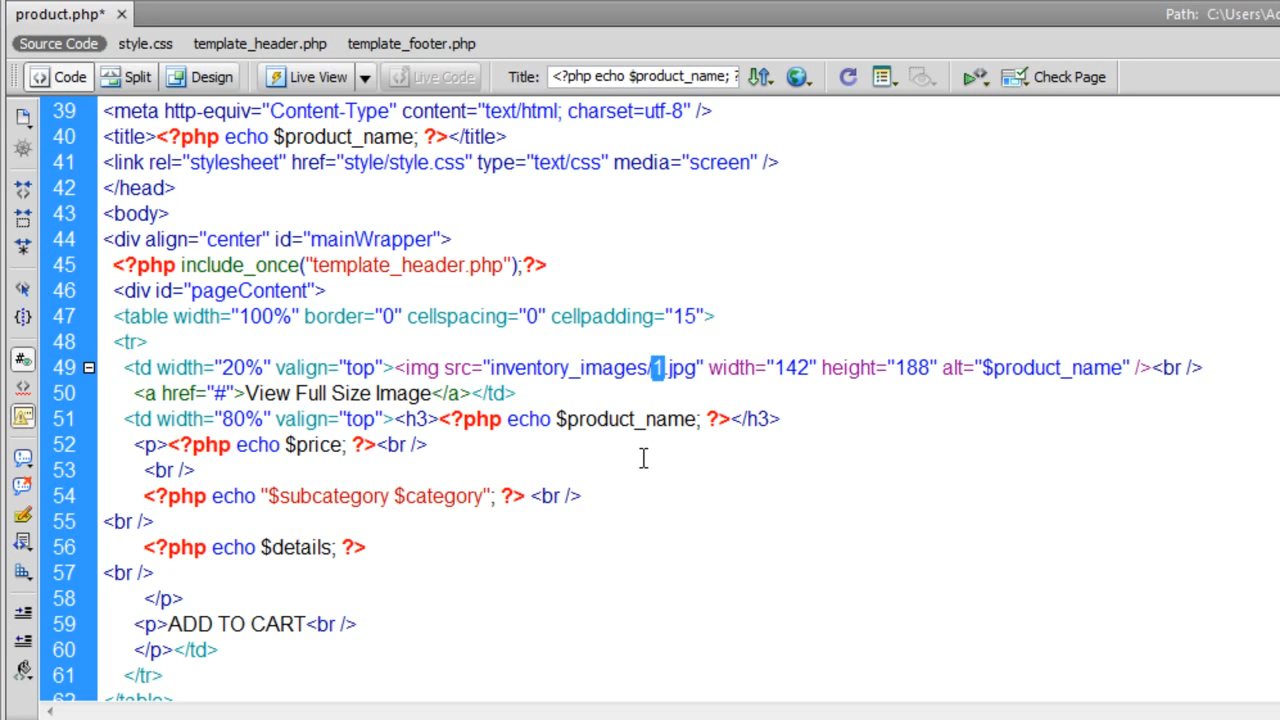 product.php*
Path: C:\Users\Ad
Source Code style.css template_header.php template_footer.php
Code Split Design Live View Live Code Title: <?php echo $product_name; ? Check Page
39 <meta http-equiv="Content-Type" content="text/html; charset=utf-8" />
40 <title><?php echo $product_name; ?></title>
41 <link rel="stylesheet" href="style/style.css" type="text/css" media="screen" />
42 </head>
43 <body>
44 <div align="center" id="mainWrapper">
45 <?php include_once("template_header.php");?>
46 <div id="pageContent">
47 <table width="100%" border="0" cellspacing="0" cellpadding="15">
48 <tr>
49 <td width="20%" valign="top"><img src="inventory_images/1.jpg" width="142" height="188" alt="$product_name" /><br />
50 <a href="#">View Full Size Image</a></td>
51 <td width="80%" valign="top"><h3><?php echo $product_name; ?></h3>
52 <p><?php echo $price; ?><br />
53 <br />
54 <?php echo "$subcategory $category"; ?> <br />
55 <br />
56 <?php echo $details; ?>
57 <br />
58 </p>
59 <p>ADD TO CART<br />
60 </p></td>
61 </tr>
62 </table>